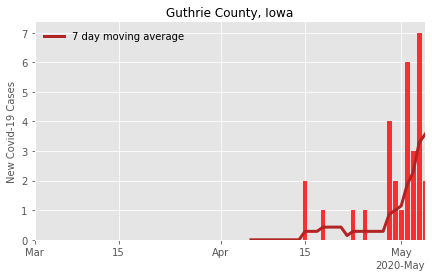 Guthrie County, Iowa
7 day moving average
New Covid-19 Cases
7
6
5
4
3
2
1
0
Mar 15 Apr 15 May
2020-May